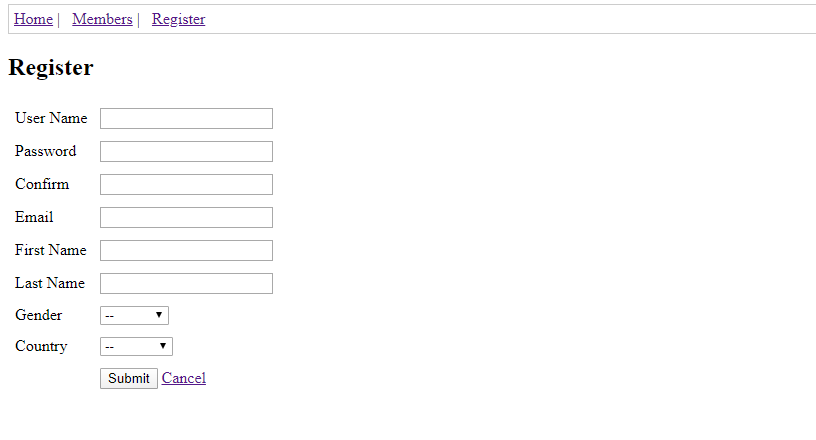 Home | Members | Register
Register
User Name
Password
Confirm
Email
First Name
Last Name
Gender --
Country --
Submit Cancel